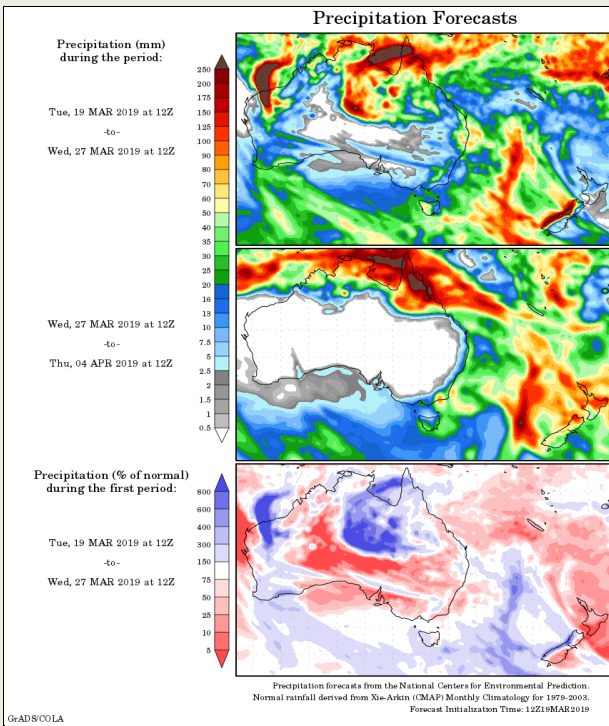 Precipitation Forecasts
Precipitation (mm)
during the period:
Tue, 19 MAR 2019 at 12Z
-to-
Wed, 27 MAR 2019 at 12Z
250
200
175
150
125
100
90
80
70
60
50
40
35
30
25
20
16
13
10
7.5
5
2.5
2
1.5
1
0.5
Wed, 27 MAR 2019 at 12Z
-to-
Thu, 04 APR 2019 at 12Z
Precipitation (% of normal)
during the first period:
Tue, 19 MAR 2019 at 12Z
-to-
Wed, 27 MAR 2019 at 12Z
800
600
400
300
150
75
50
25
10
5
Precipitation forecasts from the National Centers for Environmental Prediction.
Normal rainfall derived from Xie-Arkin (CMAP) Monthly Climatology for 1979-2003.
Forecast Initialization Time: 12Z19MAR2019
GrADS/COLA